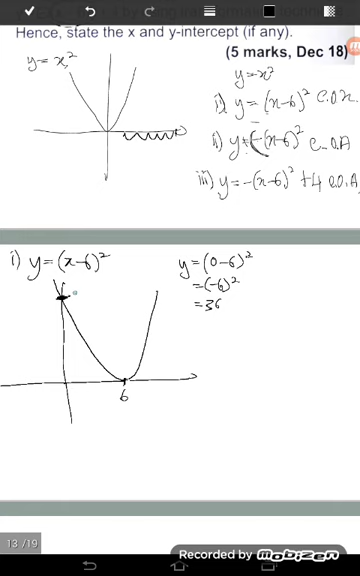 Hence, state the x and y-intercept (if any).
(5 marks, Dec 18)
y = x²
y = x²
i) y = (x-6)² C.O.X.
ii) y = -(x-6)² C.O.A
iii) y = -(x-6)² + 4 C.O.A
i) y = (x-6)²
y = (0-6)²
= (-6)²
= 36
6
13 / 19
Recorded by Mobizen